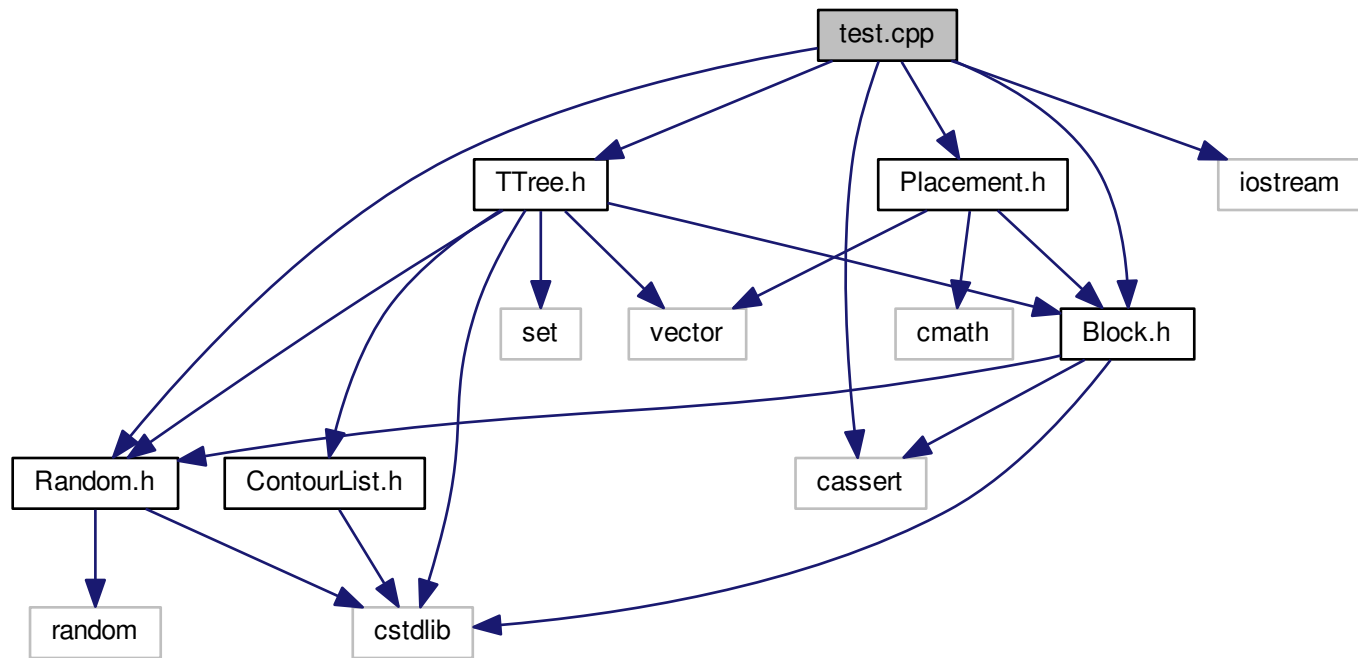 test.cpp
TTree.h
Placement.h
iostream
set
vector
cmath
Block.h
Random.h
ContourList.h
cassert
random
cstdlib